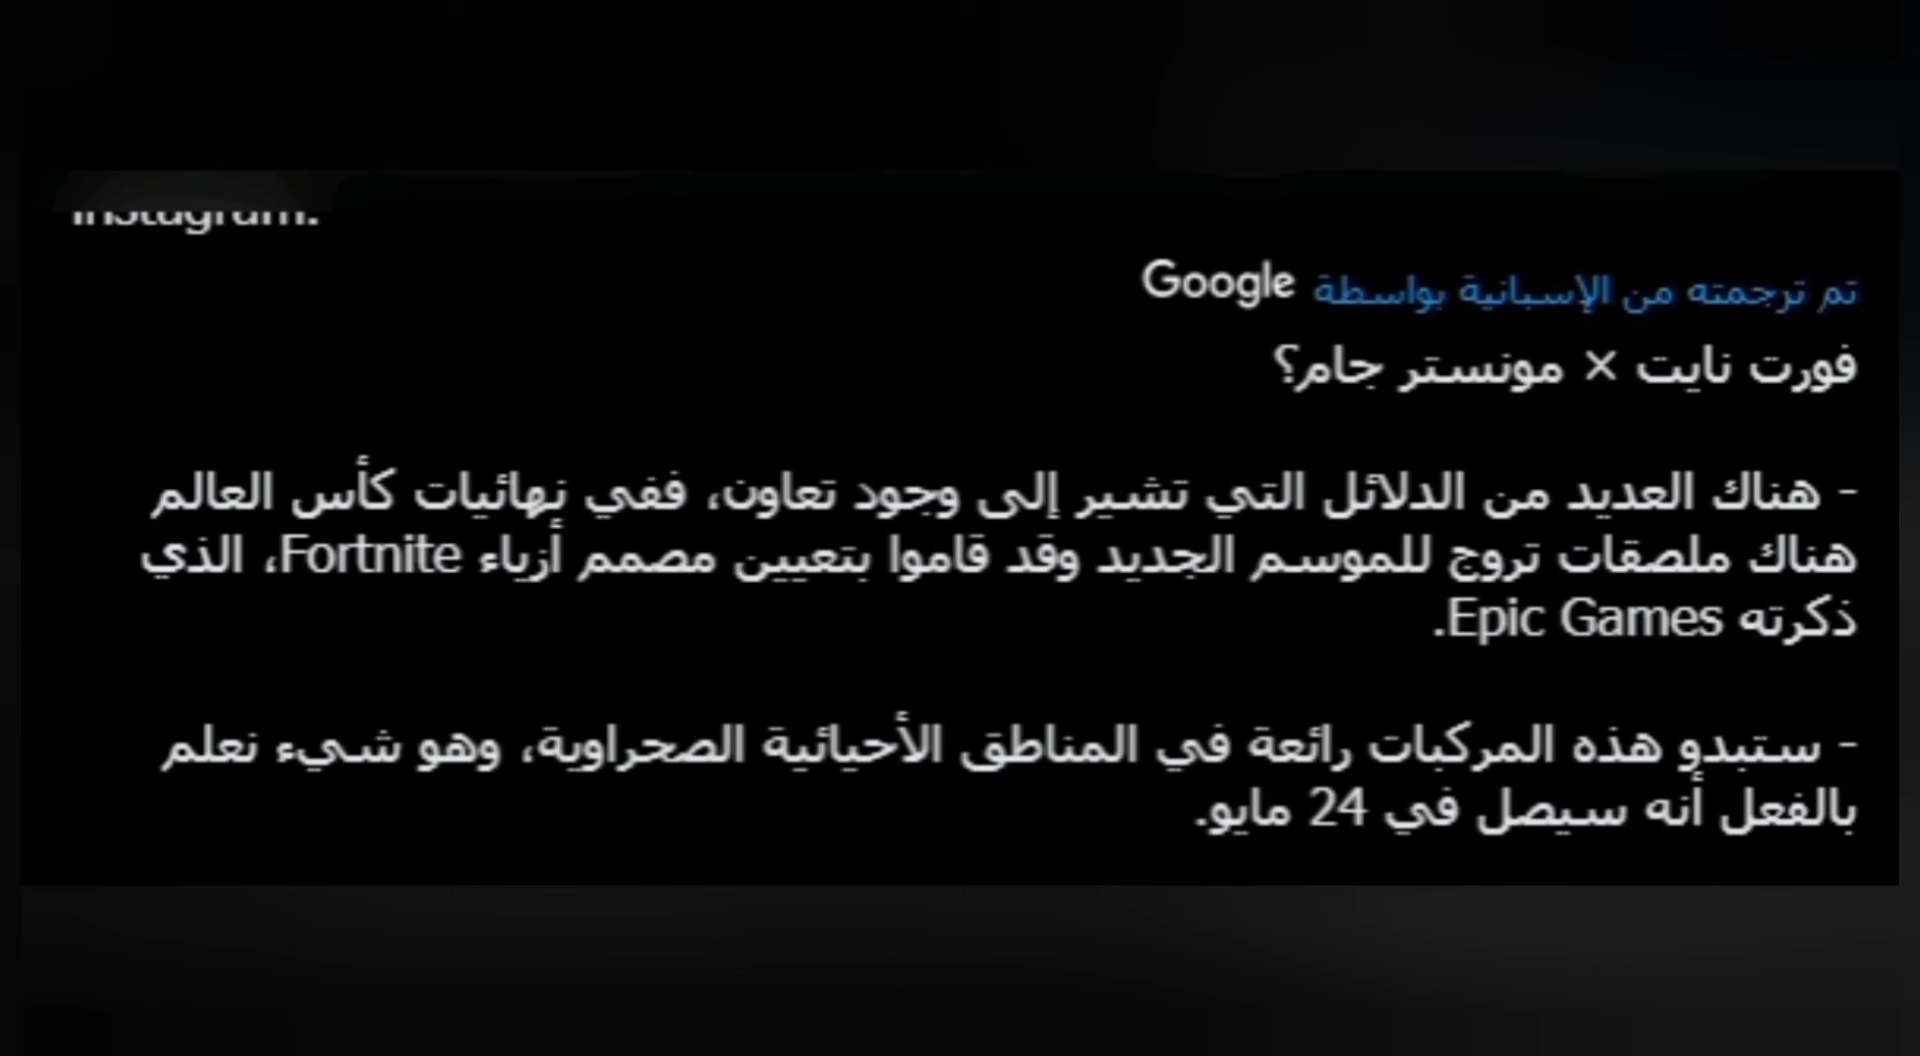 Instagram.
تم ترجمته من الإسبانية بواسطة Google
فورت نايت × مونستر جام؟
- هناك العديد من الدلائل التي تشير إلى وجود تعاون، ففي نهائيات كأس العالم
هناك ملصقات تروج للموسم الجديد وقد قاموا بتعيين مصمم أزياء Fortnite، الذي
ذكرته Epic Games.
- ستبدو هذه المركبات رائعة في المناطق الأحيائية الصحراوية، وهو شيء نعلم
بالفعل أنه سيصل في 24 مايو.